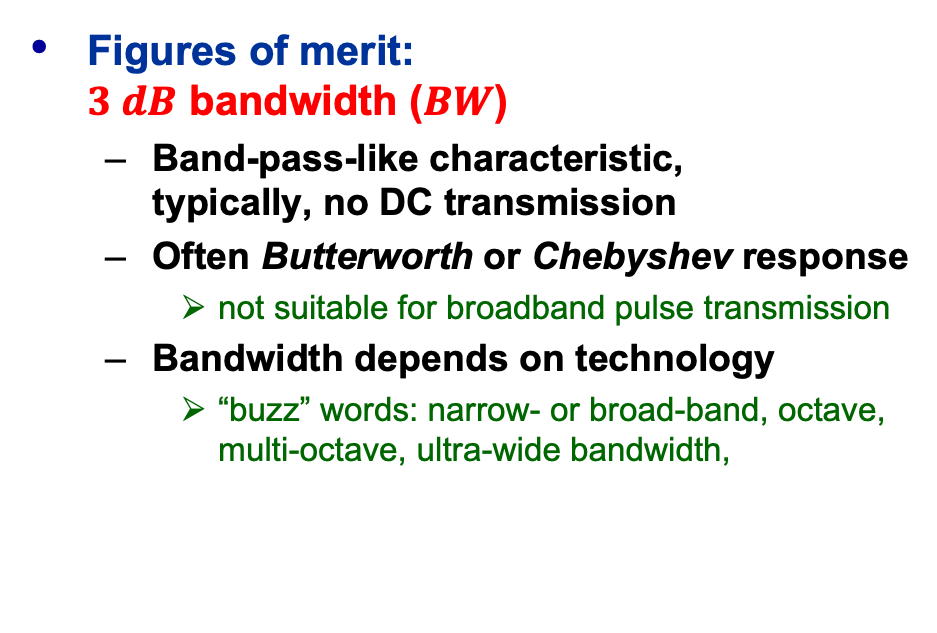 • Figures of merit:
3 dB bandwidth (BW)
– Band-pass-like characteristic,
typically, no DC transmission
– Often Butterworth or Chebyshev response
➢ not suitable for broadband pulse transmission
– Bandwidth depends on technology
➢ “buzz” words: narrow- or broad-band, octave,
multi-octave, ultra-wide bandwidth,